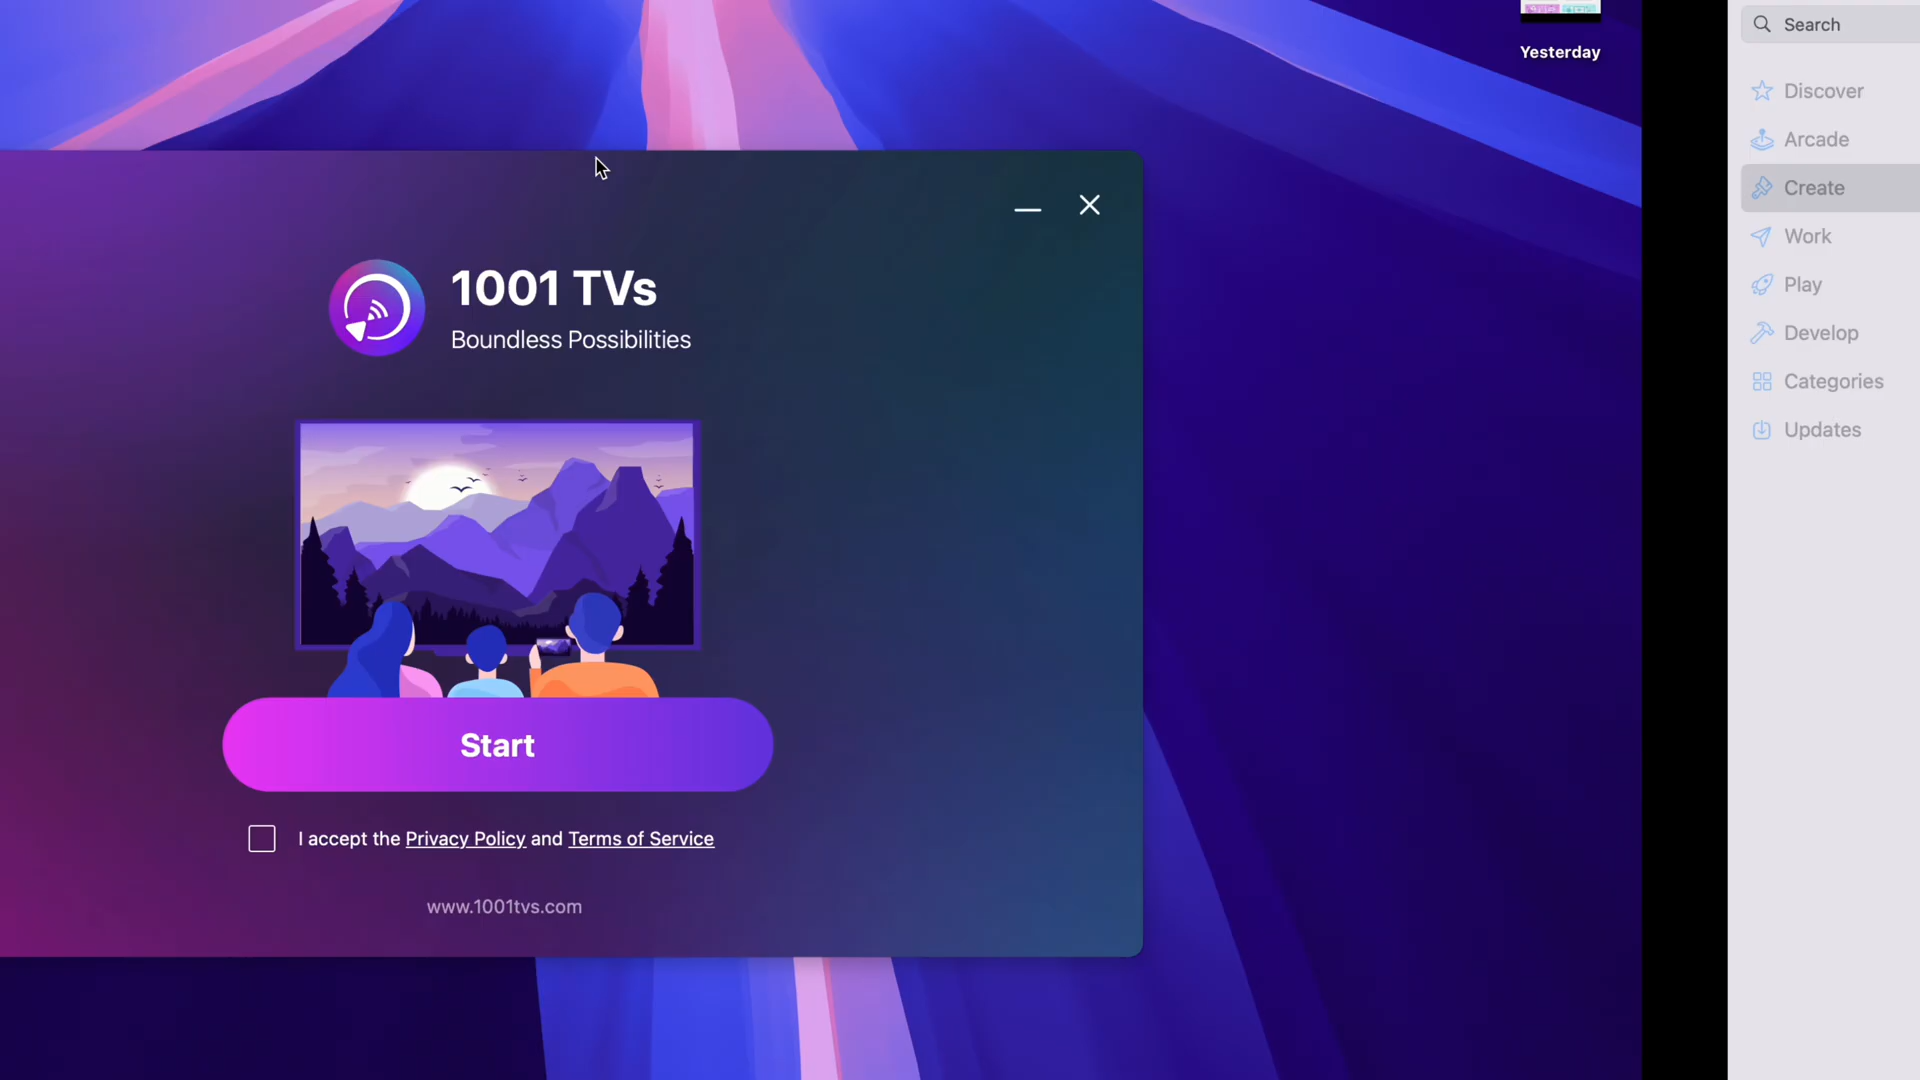 Yesterday
Search
Discover
Arcade
Create
Work
Play
Develop
Categories
Updates
1001 TVs
Boundless Possibilities
Start
I accept the Privacy Policy and Terms of Service
www.1001tvs.com